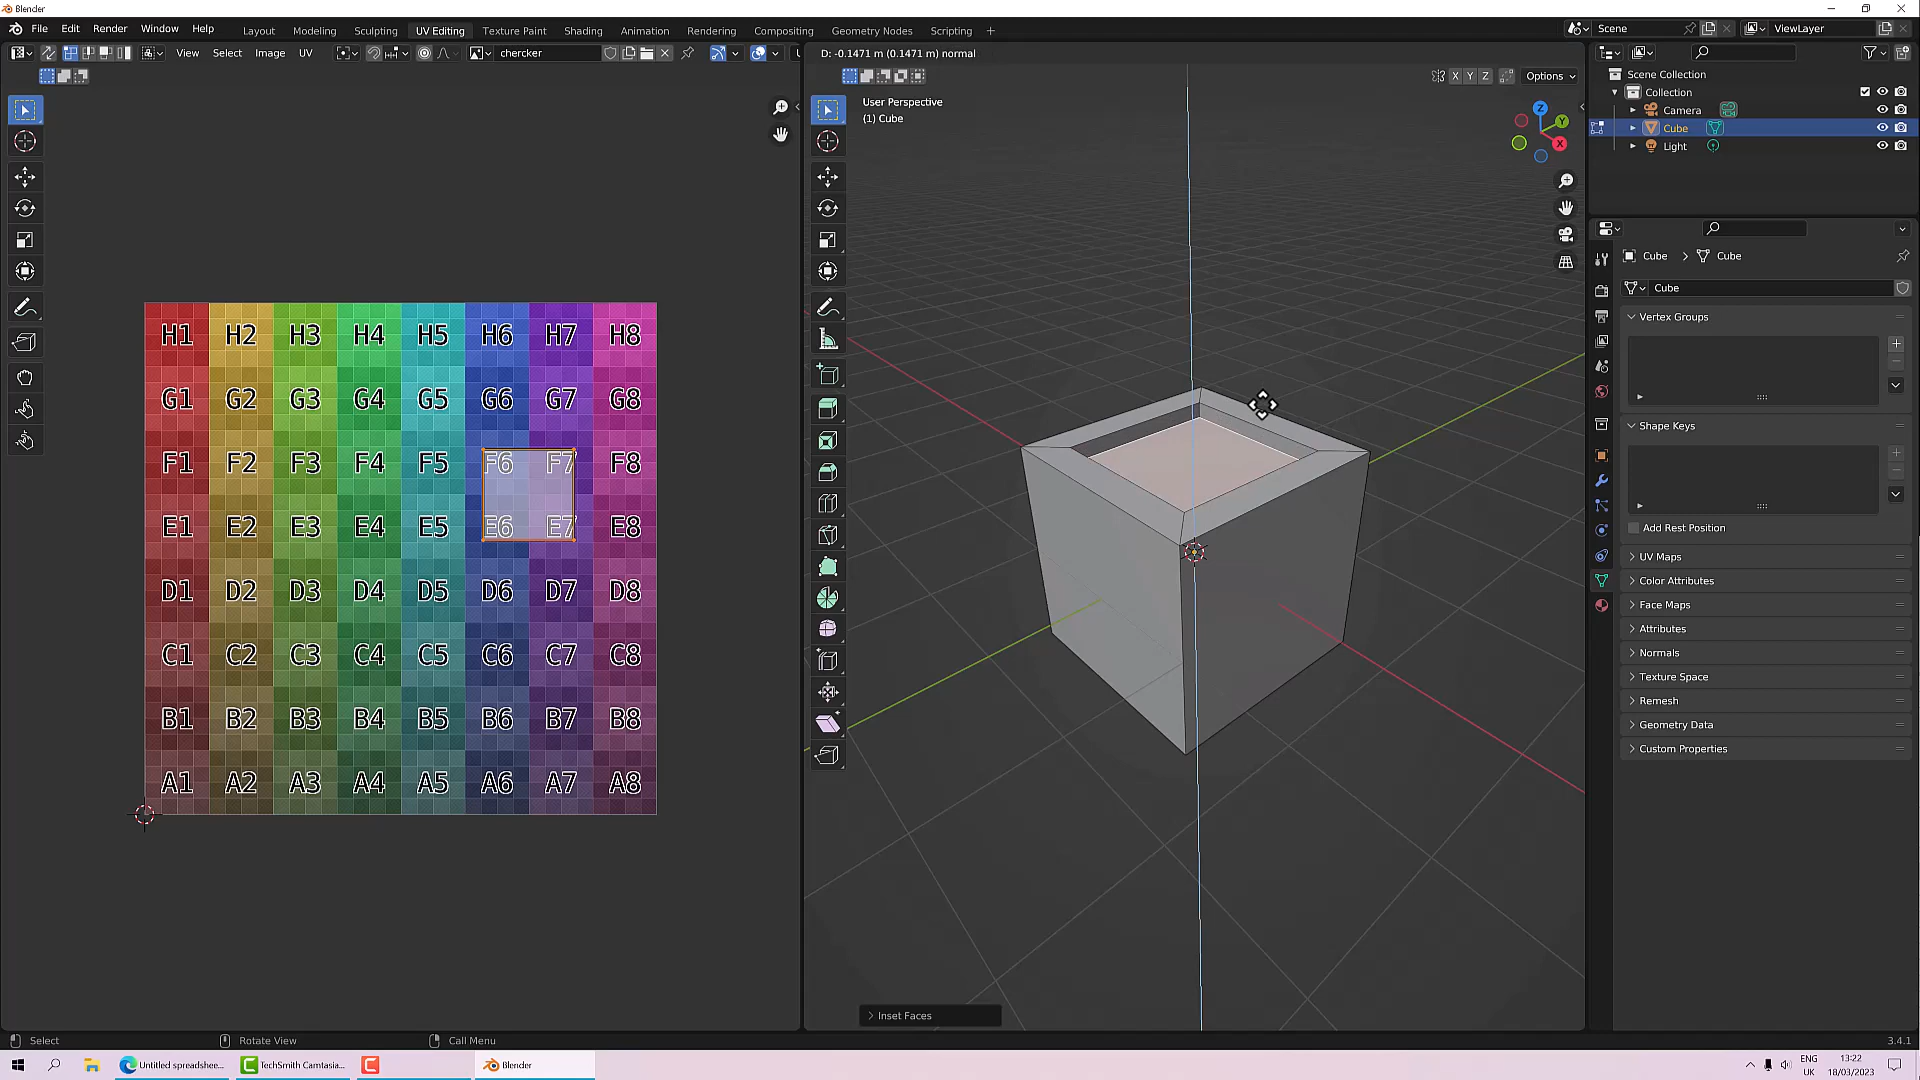 Blender
File Edit Render Window Help
Layout Modeling Sculpting UV Editing Texture Paint Shading Animation Rendering Compositing Geometry Nodes Scripting
Scene
ViewLayer
View Select Image UV
chercker
D: -0.1471 m (0.1471 m) normal
X Y Z
Options
User Perspective
(1) Cube
Z
Y
X
H1 H2 H3 H4 H5 H6 H7 H8
G1 G2 G3 G4 G5 G6 G7 G8
F1 F2 F3 F4 F5 F6 F7 F8
E1 E2 E3 E4 E5 E6 E7 E8
D1 D2 D3 D4 D5 D6 D7 D8
C1 C2 C3 C4 C5 C6 C7 C8
B1 B2 B3 B4 B5 B6 B7 B8
A1 A2 A3 A4 A5 A6 A7 A8
Inset Faces
Scene Collection
Collection
Camera
Cube
Light
Cube Cube
Cube
Vertex Groups
Shape Keys
Add Rest Position
UV Maps
Color Attributes
Face Maps
Attributes
Normals
Texture Space
Remesh
Geometry Data
Custom Properties
Select
Rotate View
Call Menu
3.4.1
Untitled spreadshee...
TechSmith Camtasia...
Blender
ENG
UK
13:22
18/03/2023